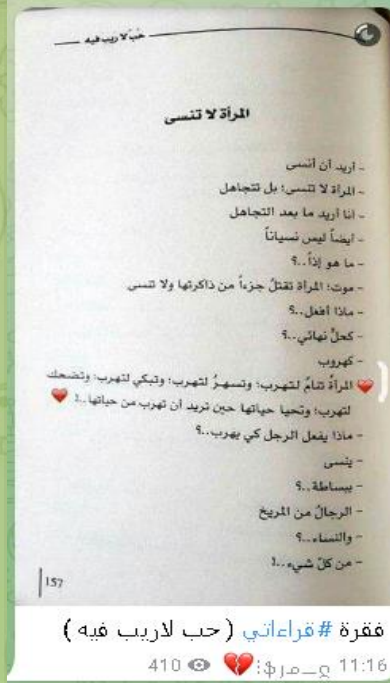 حب لا ريب فيه
المرأة لا تنسى
- أريد أن أنسى
- المرأة لا تنسى؛ بل تتجاهل
- أنا أريد ما بعد التجاهل
- أيضاً ليس نسياناً
- ما هو إذاً..؟
- موت؛ المرأة تقتلُ جزءاً من ذاكرتها ولا تنسى
- ماذا أفعل..؟
- كحلٍّ نهائي..؟
- كهروب
المرأة تنامُ لتهرب؛ وتسهرُ لتهرب؛ وتبكي لتهرب؛ وتضحك
لتهرب؛ وتحيا حياتها حين تريد أن تهرب من حياتها..!
- ماذا يفعل الرجل كي يهرب..؟
- ينسى
- ببساطة..؟
- الرجالُ من المريخ
- والنساء..؟
- من كلّ شيء..!
157
فقرة #قراءاتي (حب لاريب فيه)
410 11:16